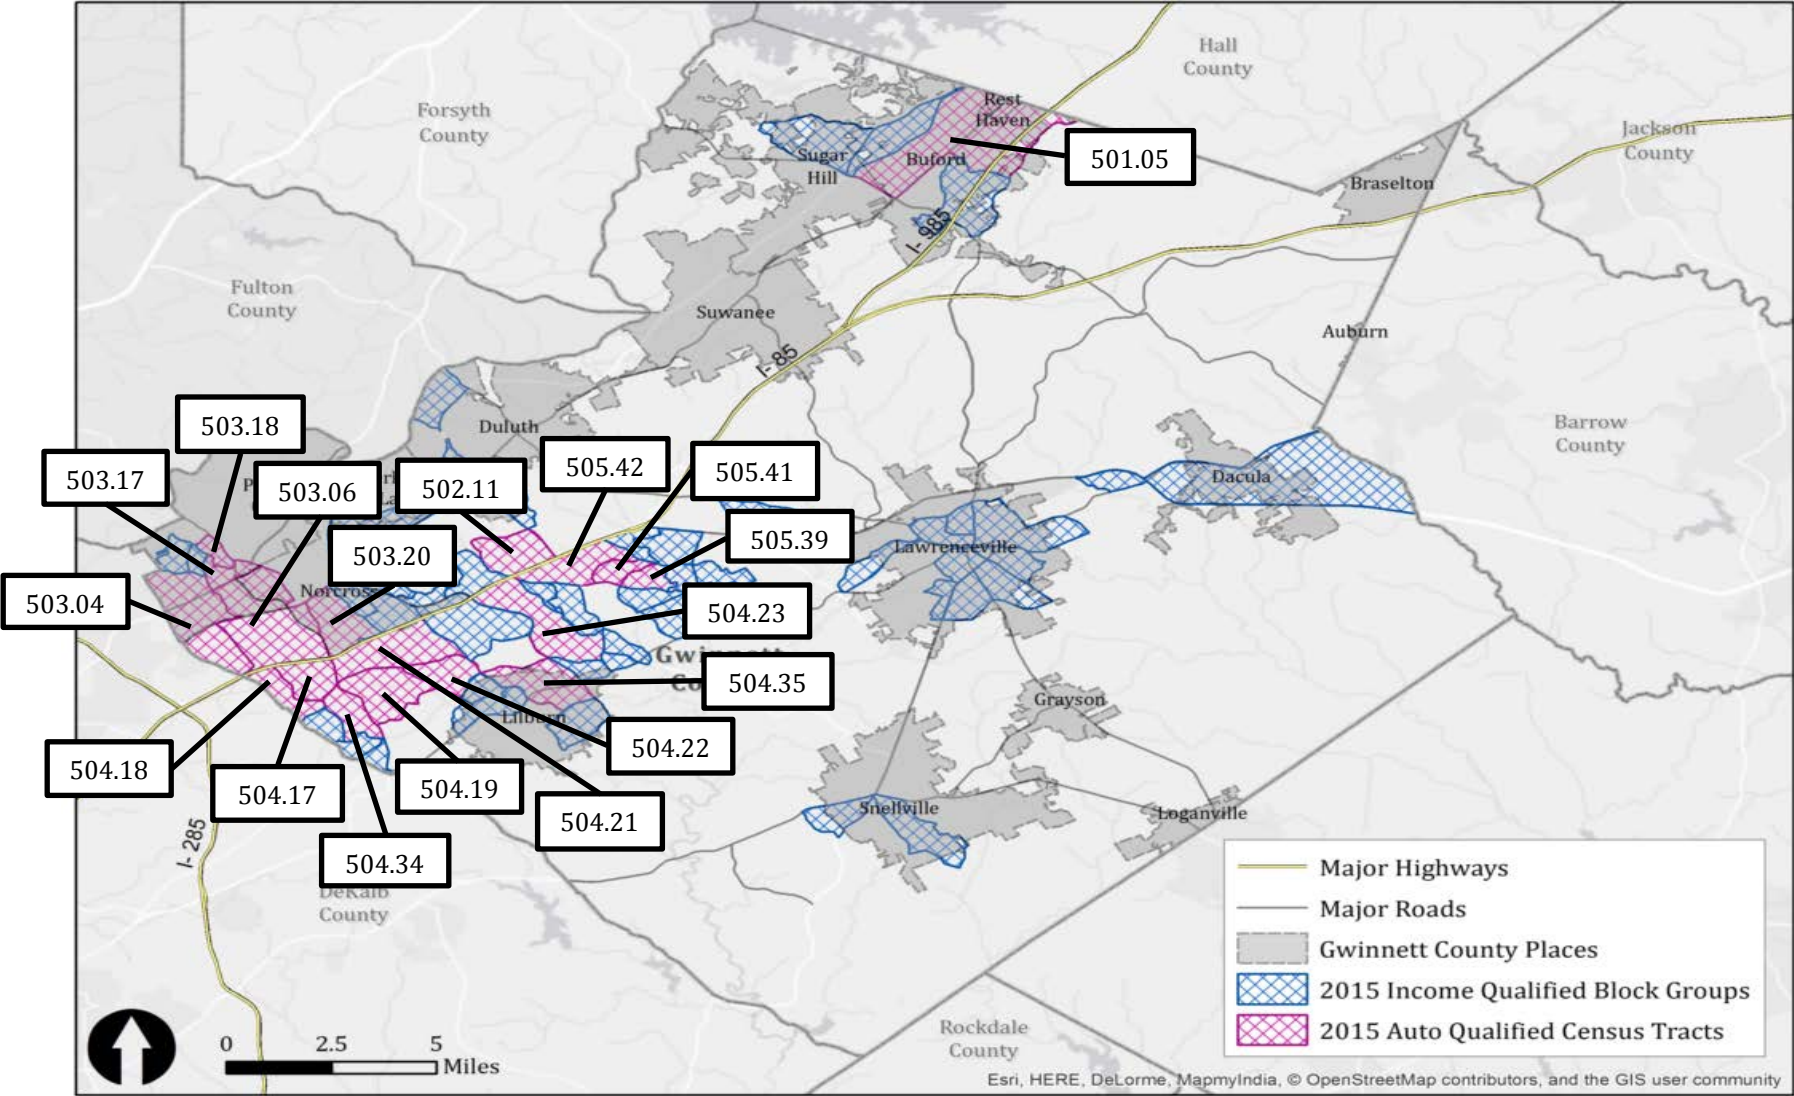 Hall
County
Forsyth
County
Rest
Haven
Jackson
County
501.05
Sugar
Hill
Buford
Braselton
I- 985
Fulton
County
Suwanee
Auburn
I- 85
503.18
Duluth
Barrow
County
505.42
505.41
503.17
503.06
502.11
Dacula
503.20
505.39
Lawrenceville
Norcross
503.04
504.23
504.35
Grayson
Lilburn
504.22
504.18
504.17
504.19
504.21
Snellville
Loganville
I- 285
504.34
DeKalb
County
Major Highways
Major Roads
Gwinnett County Places
2015 Income Qualified Block Groups
2015 Auto Qualified Census Tracts
Rockdale
County
0 2.5 5
Miles
Esri, HERE, DeLorme, MapmyIndia, © OpenStreetMap contributors, and the GIS user community